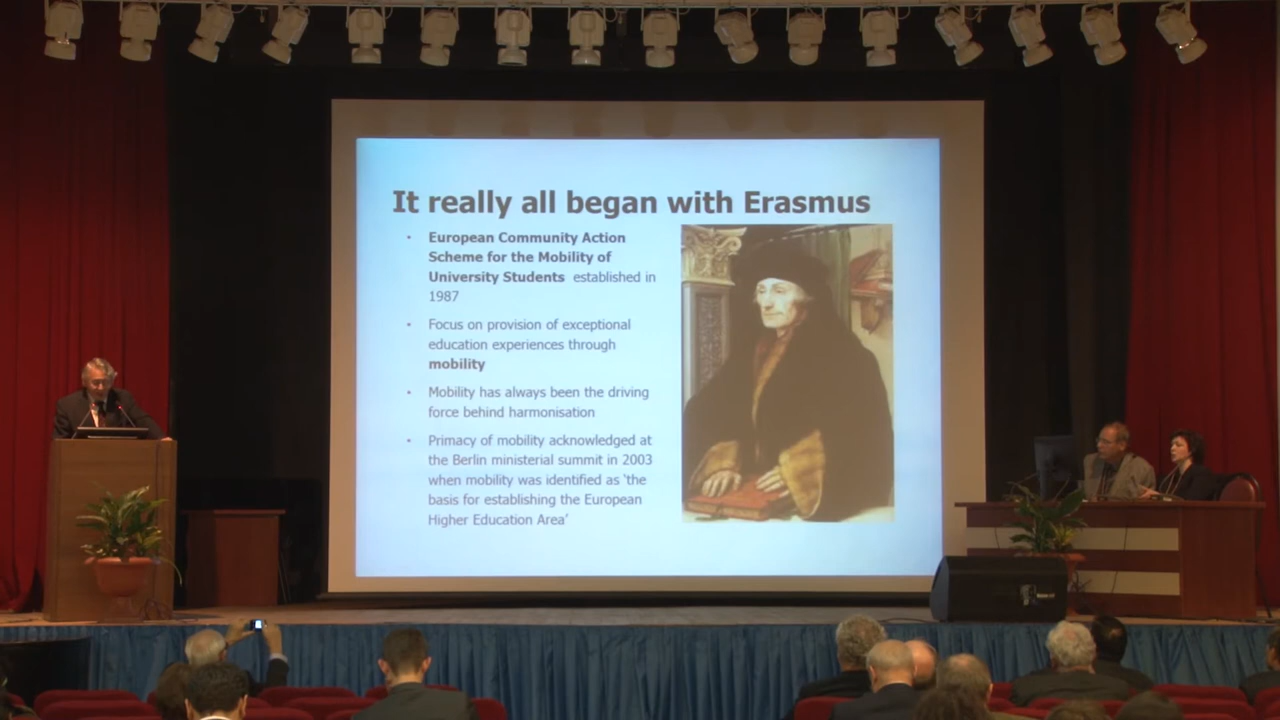 It really all began with Erasmus
• European Community Action
Scheme for the Mobility of
University Students established in
1987
• Focus on provision of exceptional
education experiences through
mobility
• Mobility has always been the driving
force behind harmonisation
• Primacy of mobility acknowledged at
the Berlin ministerial summit in 2003
when mobility was identified as ‘the
basis for establishing the European
Higher Education Area’